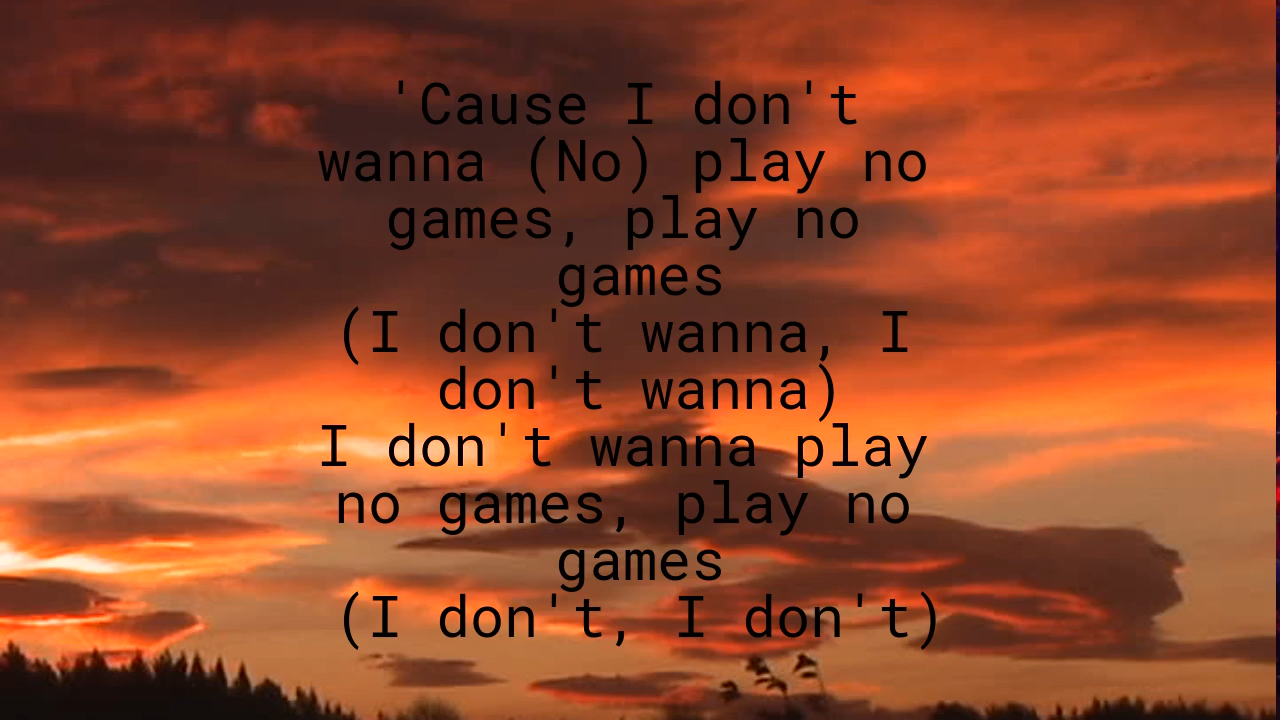 'Cause I don't
wanna (No) play no
games, play no
games
(I don't wanna, I
don't wanna)
I don't wanna play
no games, play no
games
(I don't, I don't)